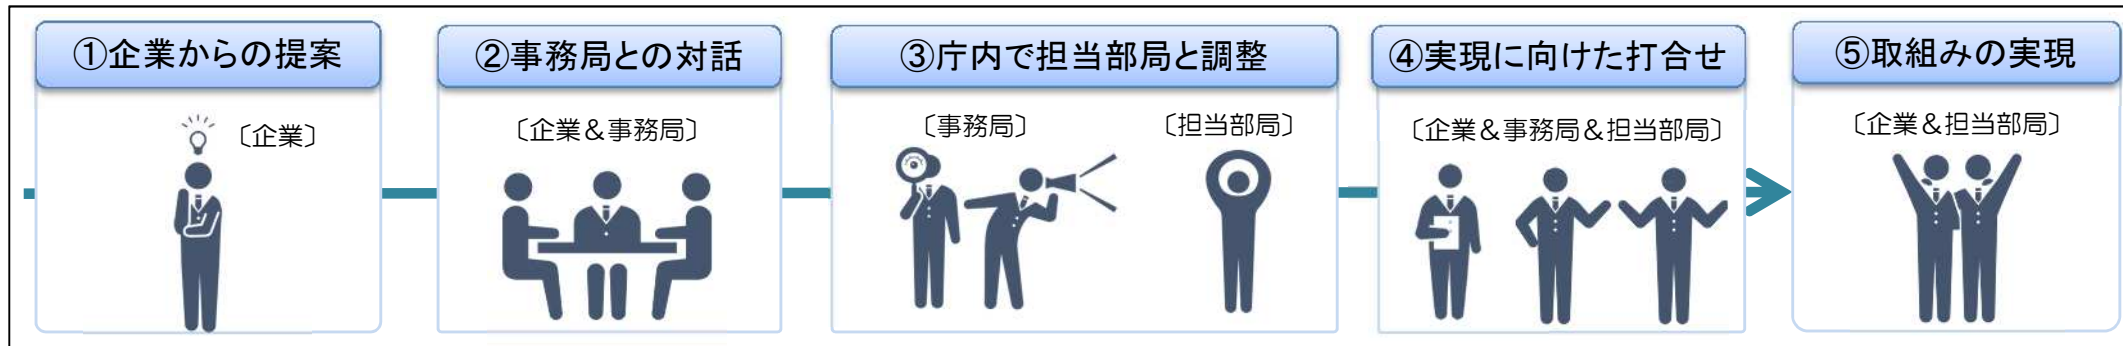 ①企業からの提案
〔企業〕
②事務局との対話
〔企業&事務局〕
③庁内で担当部局と調整
〔事務局〕
〔担当部局〕
④実現に向けた打合せ
〔企業&事務局&担当部局〕
⑤取組みの実現
〔企業&担当部局〕